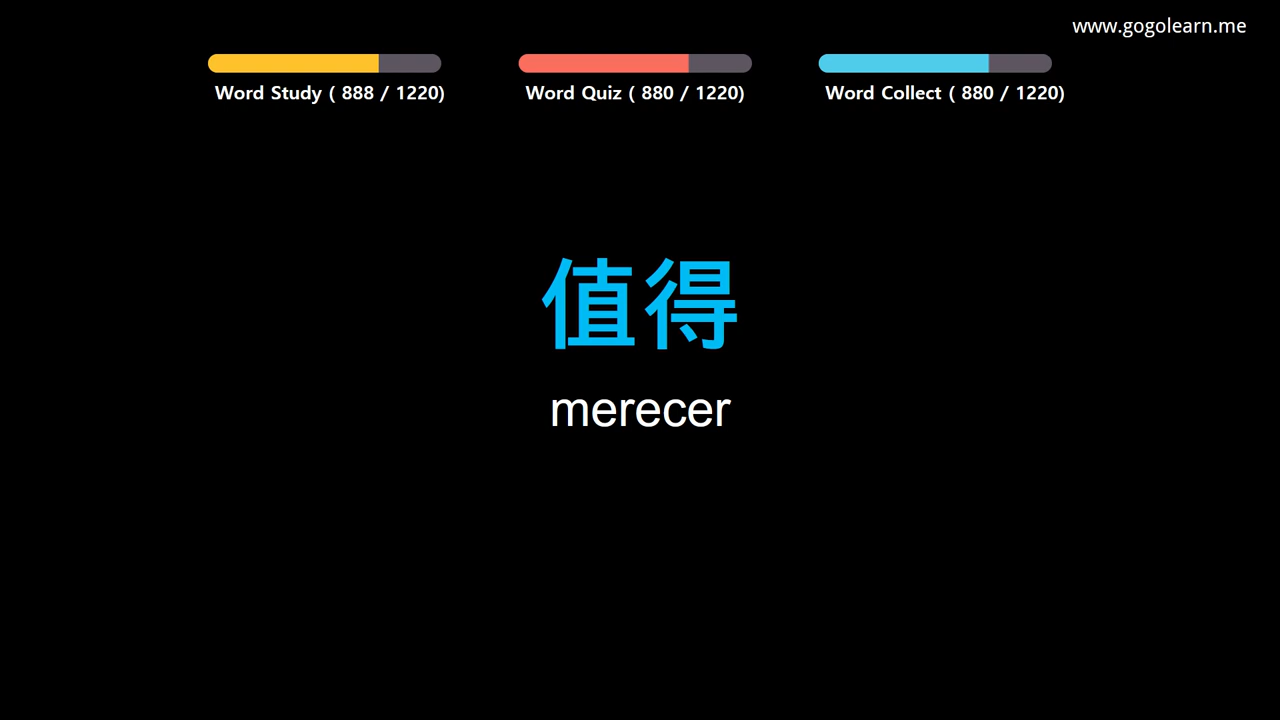 www.gogolearn.me
Word Study ( 888 / 1220)
Word Quiz ( 880 / 1220)
Word Collect ( 880 / 1220)
值得
merecer